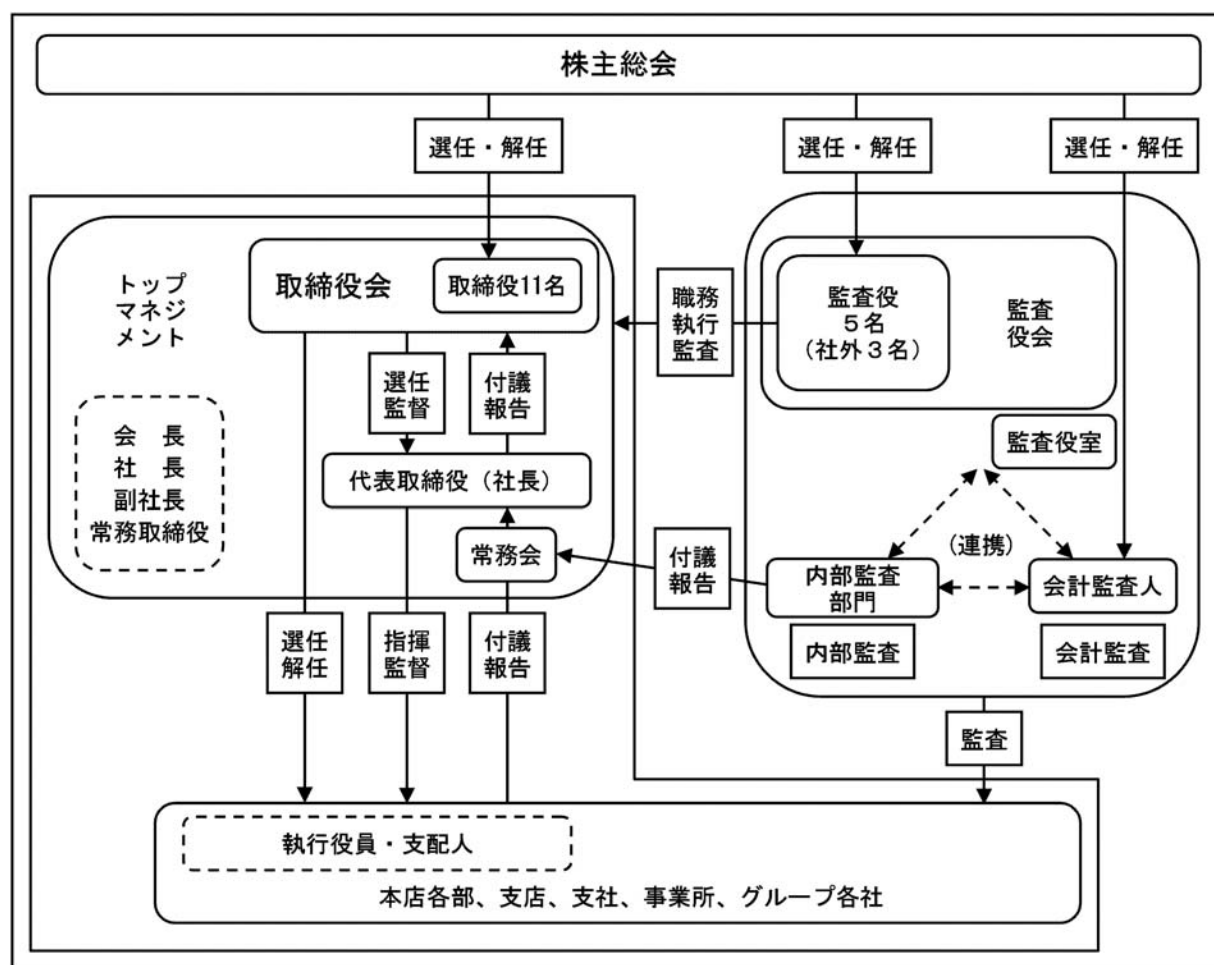 株主総会
選任・解任
選任・解任
選任・解任
トップ
マネジ
メント
取締役会
取締役11名
職務
執行
監査
監査役
5名
(社外3名)
監査
役会
選任
監督
付議
報告
会　長
社　長
副社長
常務取締役
代表取締役（社長）
監査役室
常務会
付議
報告
(連携)
内部監査
部門
会計監査人
内部監査
会計監査
選任
解任
指揮
監督
付議
報告
監査
執行役員・支配人
本店各部、支店、支社、事業所、グループ各社